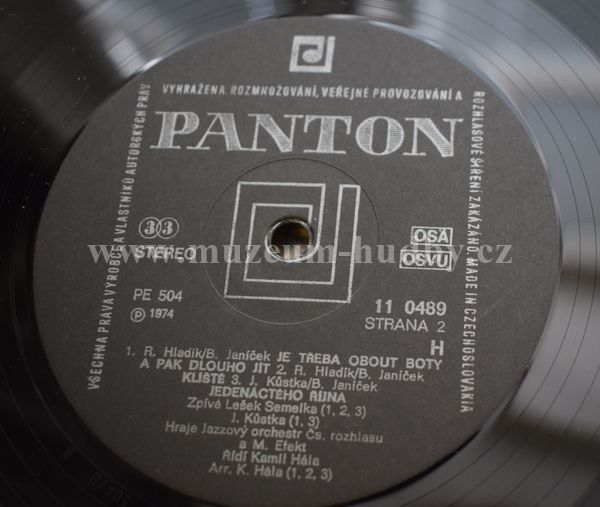 VŠECHNA PRÁVA VÝROBCE A VLASTNÍKŮ AUTORSKÝCH PRÁV
VYHRAŽENA. ROZMNOŽOVÁNÍ, VEŘEJNÉ PROVOZOVÁNÍ A
ROZHLASOVÉ ŠÍŘENÍ ZAKÁZÁNO. MADE IN CZECHOSLOVAKIA
PANTON
33
STEREO
OSA
OSVU
www.muzeum-hudby.cz
PE 504
Ⓟ 1974
11 0489
STRANA 2
H
1. R. Hladík/B. Janíček JE TŘEBA OBOUT BOTY
A PAK DLOUHO JÍT 2. R. Hladík/B. Janíček
KLÍŠTĚ 3. J. Kůstka/B. Janíček
JEDENÁCTÉHO ŘÍJNA
Zpívá Lešek Semelka (1, 2, 3)
J. Kůstka (1, 3)
Hraje Jazzový orchestr Čs. rozhlasu
a M. Efekt
Řídí Kamil Hála
Arr. K. Hála (1, 2, 3)